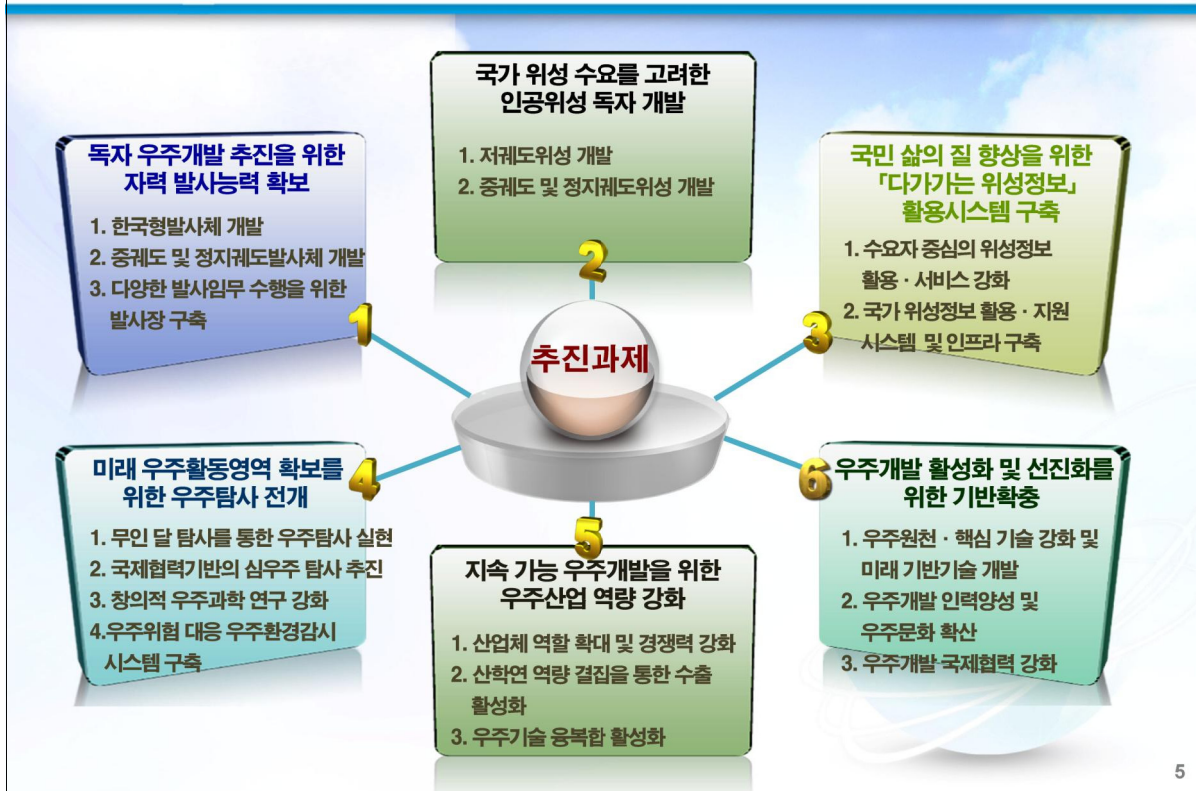 독자 우주개발 추진을 위한
자력 발사능력 확보
1. 한국형발사체 개발
2. 중궤도 및 정지궤도발사체 개발
3. 다양한 발사임무 수행을 위한
발사장 구축
1
국가 위성 수요를 고려한
인공위성 독자 개발
1. 저궤도위성 개발
2. 중궤도 및 정지궤도위성 개발
2
국민 삶의 질 향상을 위한
「다가가는 위성정보」
활용시스템 구축
1. 수요자 중심의 위성정보
활용 · 서비스 강화
2. 국가 위성정보 활용 · 지원
시스템 및 인프라 구축
3
추진과제
미래 우주활동영역 확보를
위한 우주탐사 전개
1. 무인 달 탐사를 통한 우주탐사 실현
2. 국제협력기반의 심우주 탐사 추진
3. 창의적 우주과학 연구 강화
4.우주위험 대응 우주환경감시
시스템 구축
4
5
지속 가능 우주개발을 위한
우주산업 역량 강화
1. 산업체 역할 확대 및 경쟁력 강화
2. 산학연 역량 결집을 통한 수출
활성화
3. 우주기술 융복합 활성화
6
우주개발 활성화 및 선진화를
위한 기반확충
1. 우주원천 · 핵심 기술 강화 및
미래 기반기술 개발
2. 우주개발 인력양성 및
우주문화 확산
3. 우주개발 국제협력 강화
5